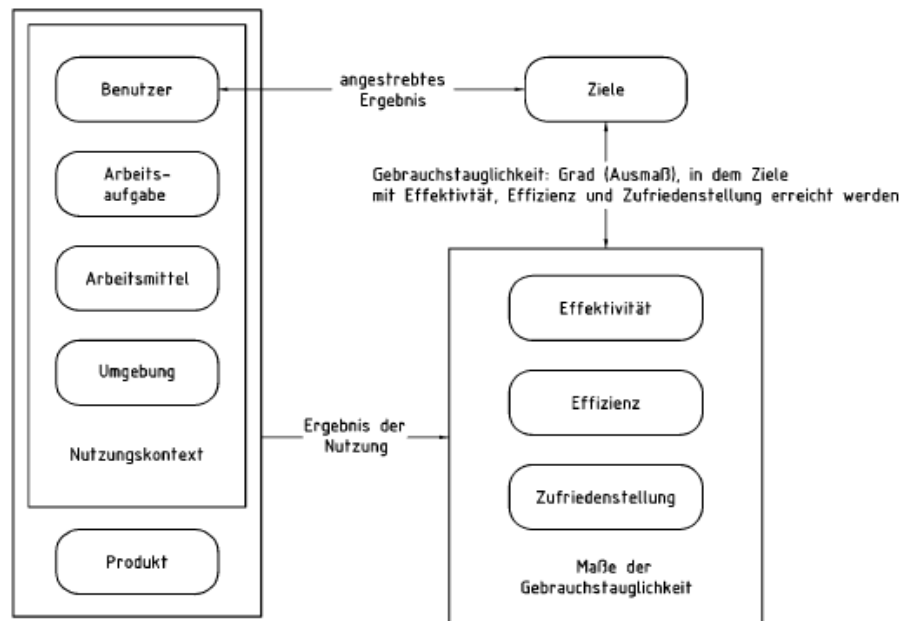 Benutzer
angestrebtes
Ergebnis
Ziele
Arbeits-
aufgabe
Gebrauchstauglichkeit: Grad (Ausmaß), in dem Ziele
mit Effektivtät, Effizienz und Zufriedenstellung erreicht werden
Arbeitsmittel
Effektivität
Umgebung
Effizienz
Ergebnis der
Nutzung
Nutzungskontext
Zufriedenstellung
Produkt
Maße der
Gebrauchstauglichkeit